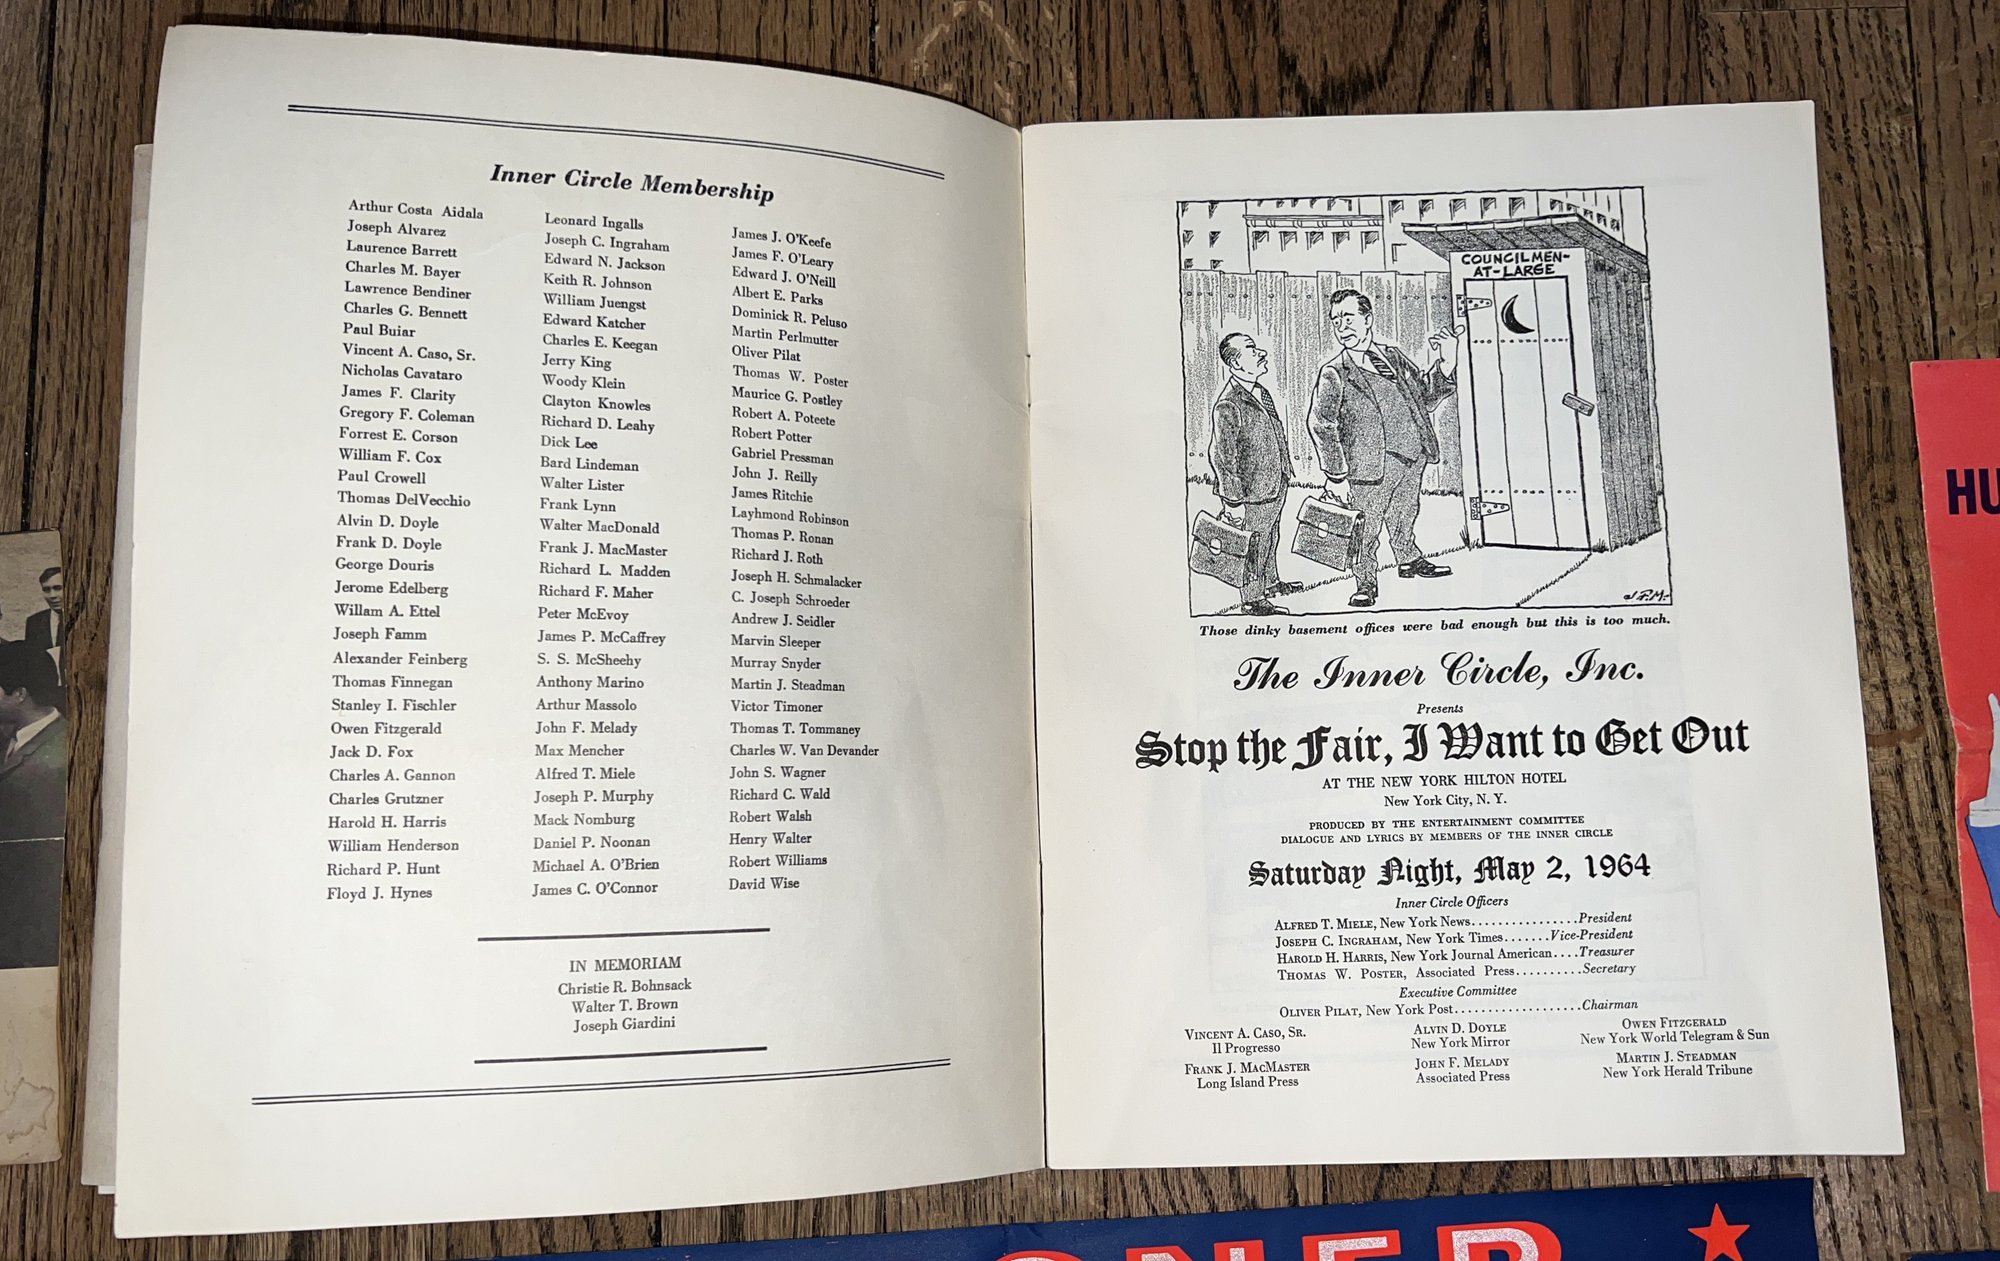 Inner Circle Membership
Arthur Costa Aidala
Joseph Alvarez
Laurence Barrett
Charles M. Bayer
Lawrence Bendiner
Charles G. Bennett
Paul Buiar
Vincent A. Caso, Sr.
Nicholas Cavataro
James F. Clarity
Gregory F. Coleman
Forrest E. Corson
William F. Cox
Paul Crowell
Thomas DelVecchio
Alvin D. Doyle
Frank D. Doyle
George Douris
Jerome Edelberg
Willam A. Ettel
Joseph Famm
Alexander Feinberg
Thomas Finnegan
Stanley I. Fischler
Owen Fitzgerald
Jack D. Fox
Charles A. Gannon
Charles Grutzner
Harold H. Harris
William Henderson
Richard P. Hunt
Floyd J. Hynes
Leonard Ingalls
Joseph C. Ingraham
Edward N. Jackson
Keith R. Johnson
William Juengst
Edward Katcher
Charles E. Keegan
Jerry King
Woody Klein
Clayton Knowles
Richard D. Leahy
Dick Lee
Bard Lindeman
Walter Lister
Frank Lynn
Walter MacDonald
Frank J. MacMaster
Richard L. Madden
Richard F. Maher
Peter McEvoy
James P. McCaffrey
S. S. McSheehy
Anthony Marino
Arthur Massolo
John F. Melady
Max Mencher
Alfred T. Miele
Joseph P. Murphy
Mack Nomburg
Daniel P. Noonan
Michael A. O'Brien
James C. O'Connor
James J. O'Keefe
James F. O'Leary
Edward J. O'Neill
Albert E. Parks
Dominick R. Peluso
Martin Perlmutter
Oliver Pilat
Thomas W. Poster
Maurice G. Postley
Robert A. Poteete
Robert Potter
Gabriel Pressman
John J. Reilly
James Ritchie
Layhmond Robinson
Thomas P. Ronan
Richard J. Roth
Joseph H. Schmalacker
C. Joseph Schroeder
Andrew J. Seidler
Marvin Sleeper
Murray Snyder
Martin J. Steadman
Victor Timoner
Thomas T. Tommaney
Charles W. Van Devander
John S. Wagner
Richard C. Wald
Robert Walsh
Henry Walter
Robert Williams
David Wise
IN MEMORIAM
Christie R. Bohnsack
Walter T. Brown
Joseph Giardini
COUNCILMEN-
AT-LARGE
J.P.M.
Those dinky basement offices were bad enough but this is too much.
The Inner Circle, Inc.
Presents
Stop the Fair, I Want to Get Out
AT THE NEW YORK HILTON HOTEL
New York City, N. Y.
PRODUCED BY THE ENTERTAINMENT COMMITTEE
DIALOGUE AND LYRICS BY MEMBERS OF THE INNER CIRCLE
Saturday Night, May 2, 1964
Inner Circle Officers
ALFRED T. MIELE, New York News................President
JOSEPH C. INGRAHAM, New York Times.......Vice-President
HAROLD H. HARRIS, New York Journal American....Treasurer
THOMAS W. POSTER, Associated Press..........Secretary
Executive Committee
OLIVER PILAT, New York Post...................Chairman
VINCENT A. CASO, SR.
Il Progresso
ALVIN D. DOYLE
New York Mirror
OWEN FITZGERALD
New York World Telegram & Sun
FRANK J. MACMASTER
Long Island Press
JOHN F. MELADY
Associated Press
MARTIN J. STEADMAN
New York Herald Tribune
HU